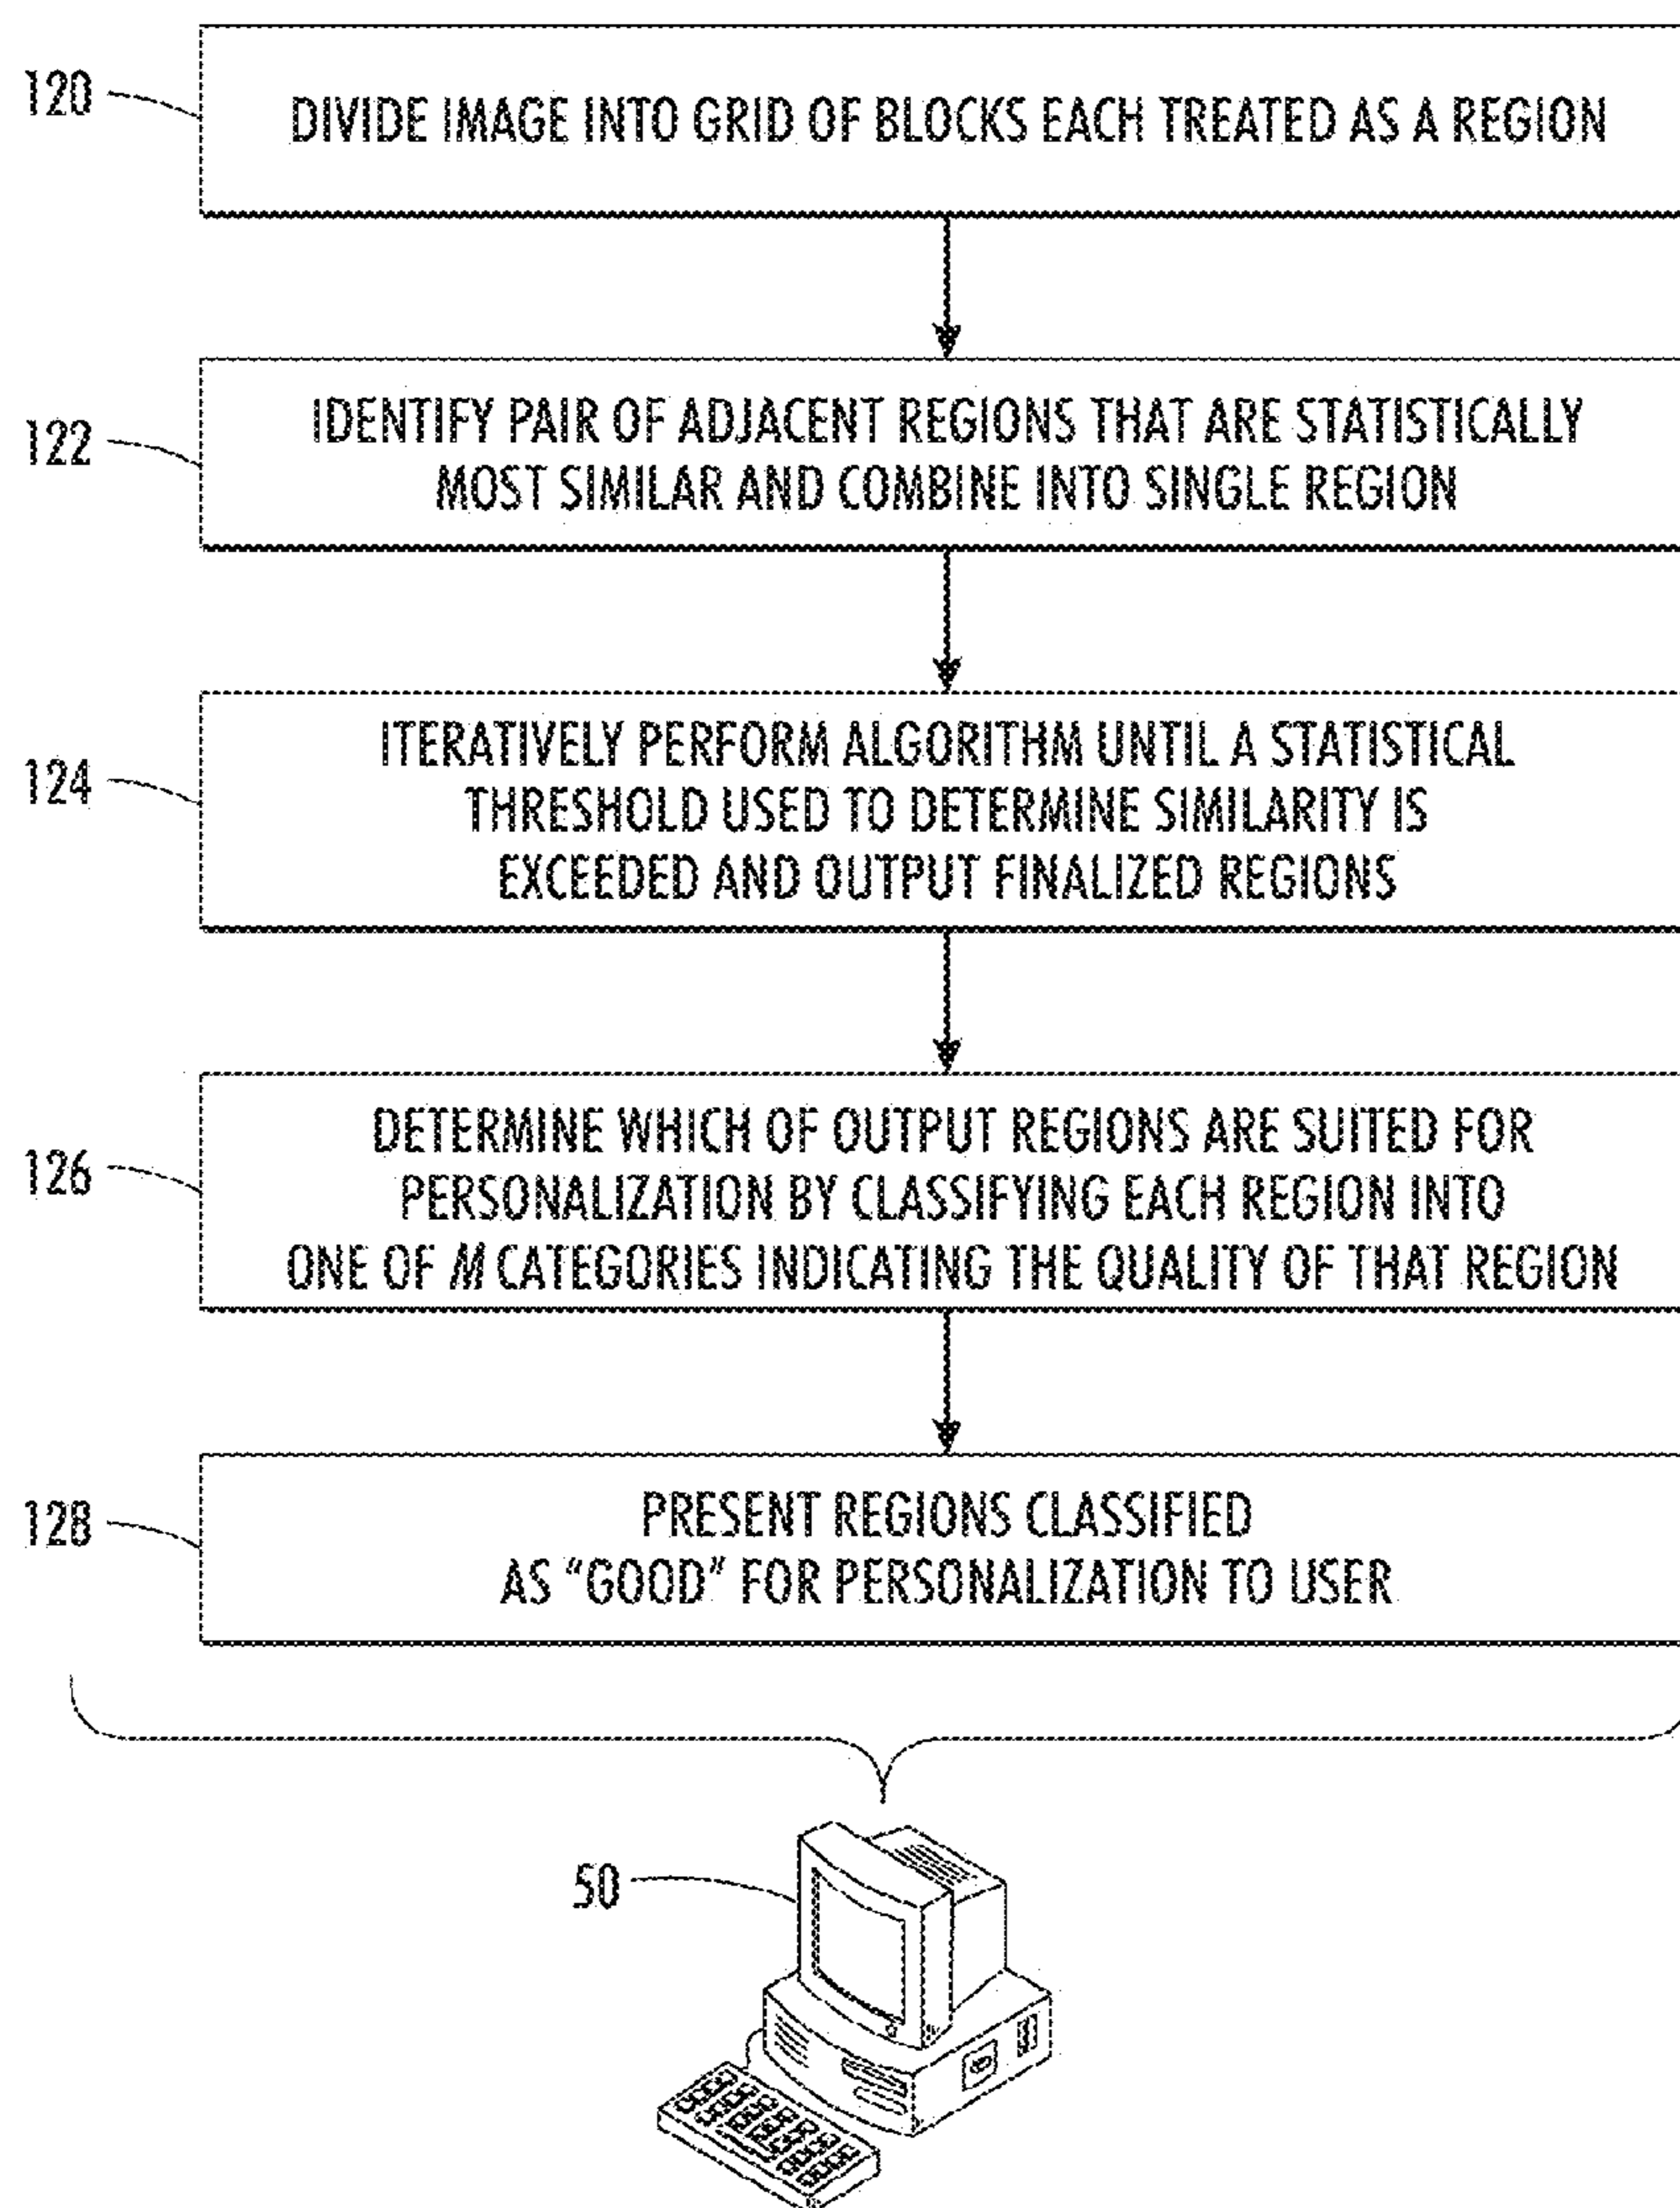 120
DIVIDE IMAGE INTO GRID OF BLOCKS EACH TREATED AS A REGION
122
IDENTIFY PAIR OF ADJACENT REGIONS THAT ARE STATISTICALLY
MOST SIMILAR AND COMBINE INTO SINGLE REGION
124
ITERATIVELY PERFORM ALGORITHM UNTIL A STATISTICAL
THRESHOLD USED TO DETERMINE SIMILARITY IS
EXCEEDED AND OUTPUT FINALIZED REGIONS
126
DETERMINE WHICH OF OUTPUT REGIONS ARE SUITED FOR
PERSONALIZATION BY CLASSIFYING EACH REGION INTO
ONE OF M CATEGORIES INDICATING THE QUALITY OF THAT REGION
128
PRESENT REGIONS CLASSIFIED
AS "GOOD" FOR PERSONALIZATION TO USER
50